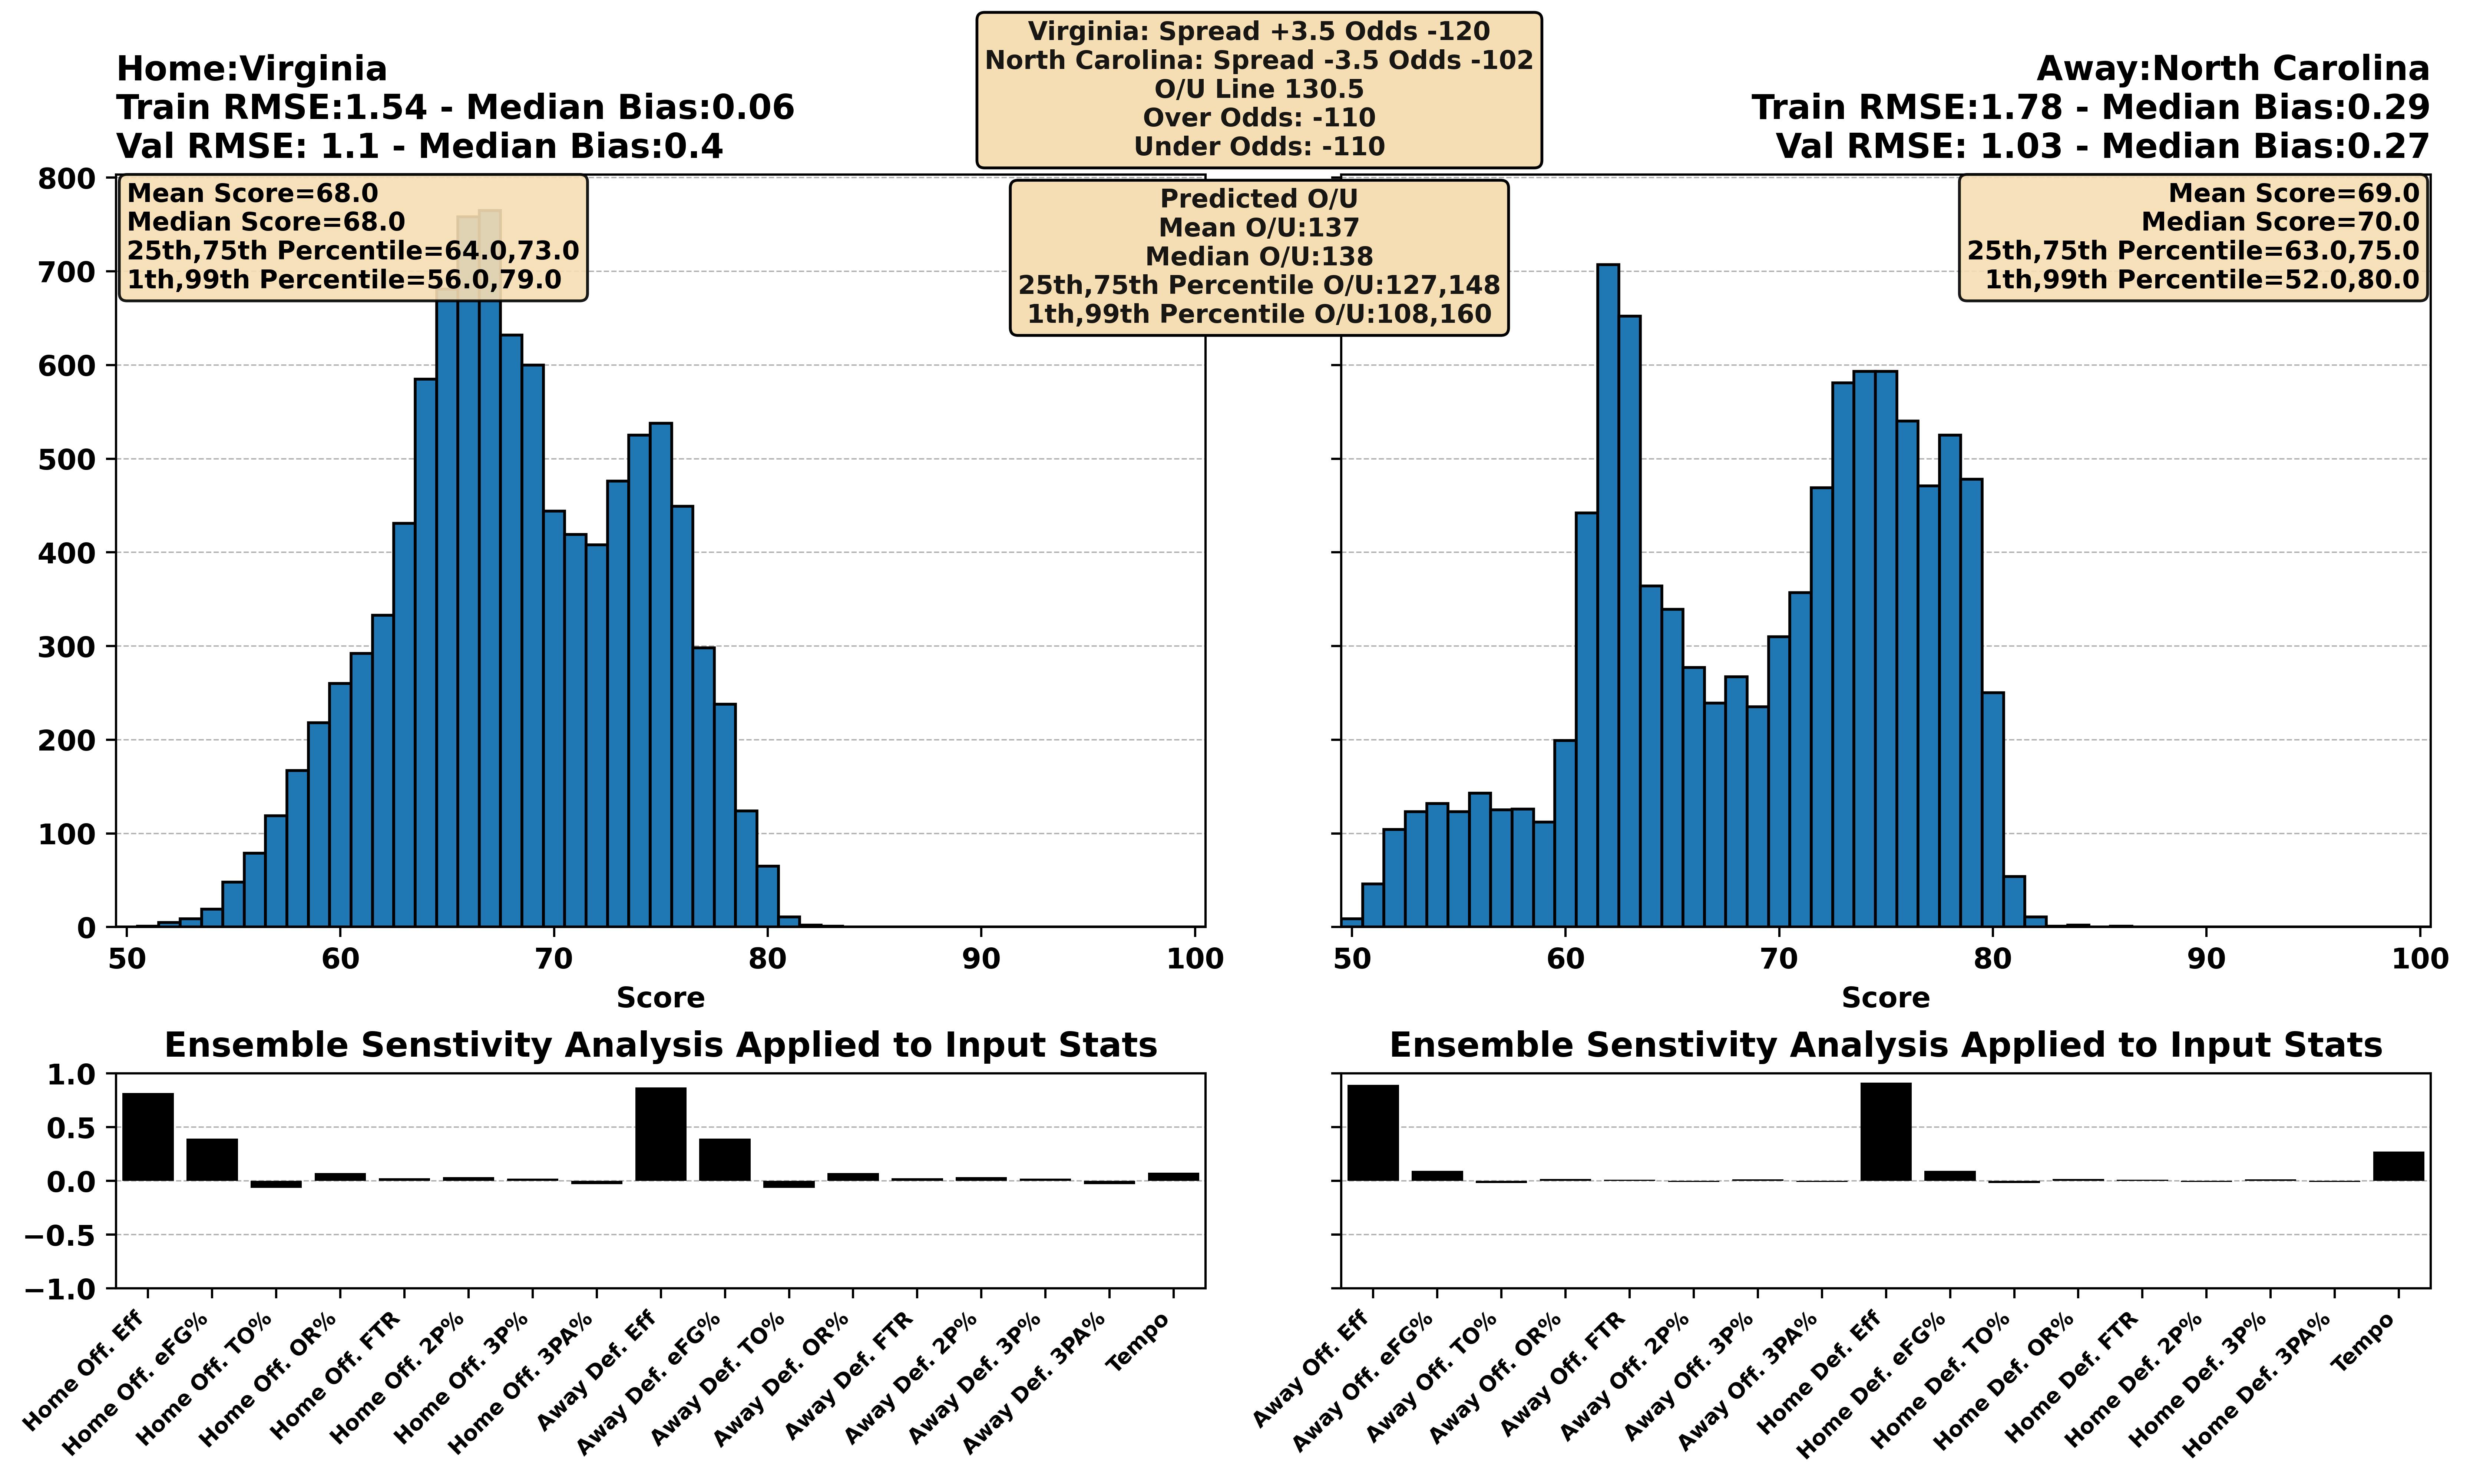 Virginia: Spread +3.5 Odds -120
North Carolina: Spread -3.5 Odds -102
O/U Line 130.5
Over Odds: -110
Under Odds: -110
Home:Virginia
Train RMSE:1.54 - Median Bias:0.06
Val RMSE: 1.1 - Median Bias:0.4
Away:North Carolina
Train RMSE:1.78 - Median Bias:0.29
Val RMSE: 1.03 - Median Bias:0.27
Mean Score=68.0
Median Score=68.0
25th,75th Percentile=64.0,73.0
1th,99th Percentile=56.0,79.0
Predicted O/U
Mean O/U:137
Median O/U:138
25th,75th Percentile O/U:127,148
1th,99th Percentile O/U:108,160
Mean Score=69.0
Median Score=70.0
25th,75th Percentile=63.0,75.0
1th,99th Percentile=52.0,80.0
800
700
600
500
400
300
200
100
0
50 60 70 80 90 100
Score
50 60 70 80 90 100
Score
Ensemble Senstivity Analysis Applied to Input Stats
1.0
0.5
0.0
−0.5
−1.0
Home Off. Eff
Home Off. eFG%
Home Off. TO%
Home Off. OR%
Home Off. FTR
Home Off. 2P%
Home Off. 3P%
Home Off. 3PA%
Away Def. Eff
Away Def. eFG%
Away Def. TO%
Away Def. OR%
Away Def. FTR
Away Def. 2P%
Away Def. 3P%
Away Def. 3PA%
Tempo
Ensemble Senstivity Analysis Applied to Input Stats
Away Off. Eff
Away Off. eFG%
Away Off. TO%
Away Off. OR%
Away Off. FTR
Away Off. 2P%
Away Off. 3P%
Away Off. 3PA%
Home Def. Eff
Home Def. eFG%
Home Def. TO%
Home Def. OR%
Home Def. FTR
Home Def. 2P%
Home Def. 3P%
Home Def. 3PA%
Tempo